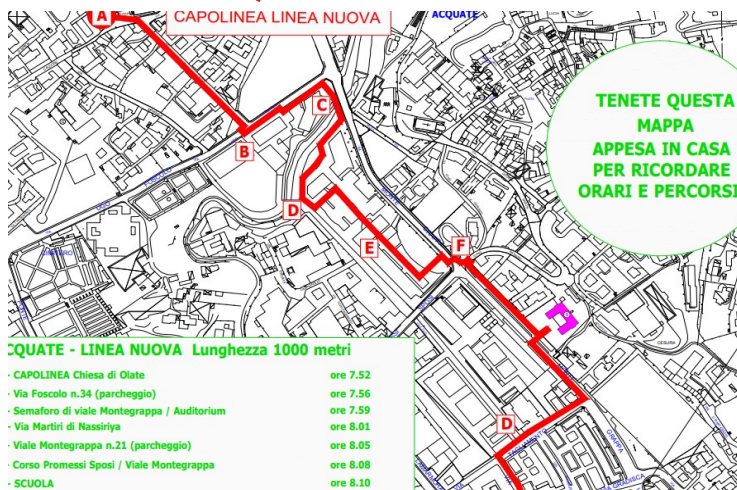 A
CAPOLINEA LINEA NUOVA
ACQUATE
C
B
D
E
F
TENETE QUESTA
MAPPA
APPESA IN CASA
PER RICORDARE
ORARI E PERCORSI
CESURA
D
GRAPPA
CQUATE - LINEA NUOVA Lunghezza 1000 metri
- CAPOLINEA Chiesa di Olate ore 7.52
- Via Foscolo n.34 (parcheggio) ore 7.56
- Semaforo di viale Montegrappa / Auditorium ore 7.59
- Via Martiri di Nassiriya ore 8.01
- Viale Montegrappa n.21 (parcheggio) ore 8.05
- Corso Promessi Sposi / Viale Montegrappa ore 8.08
- SCUOLA ore 8.10